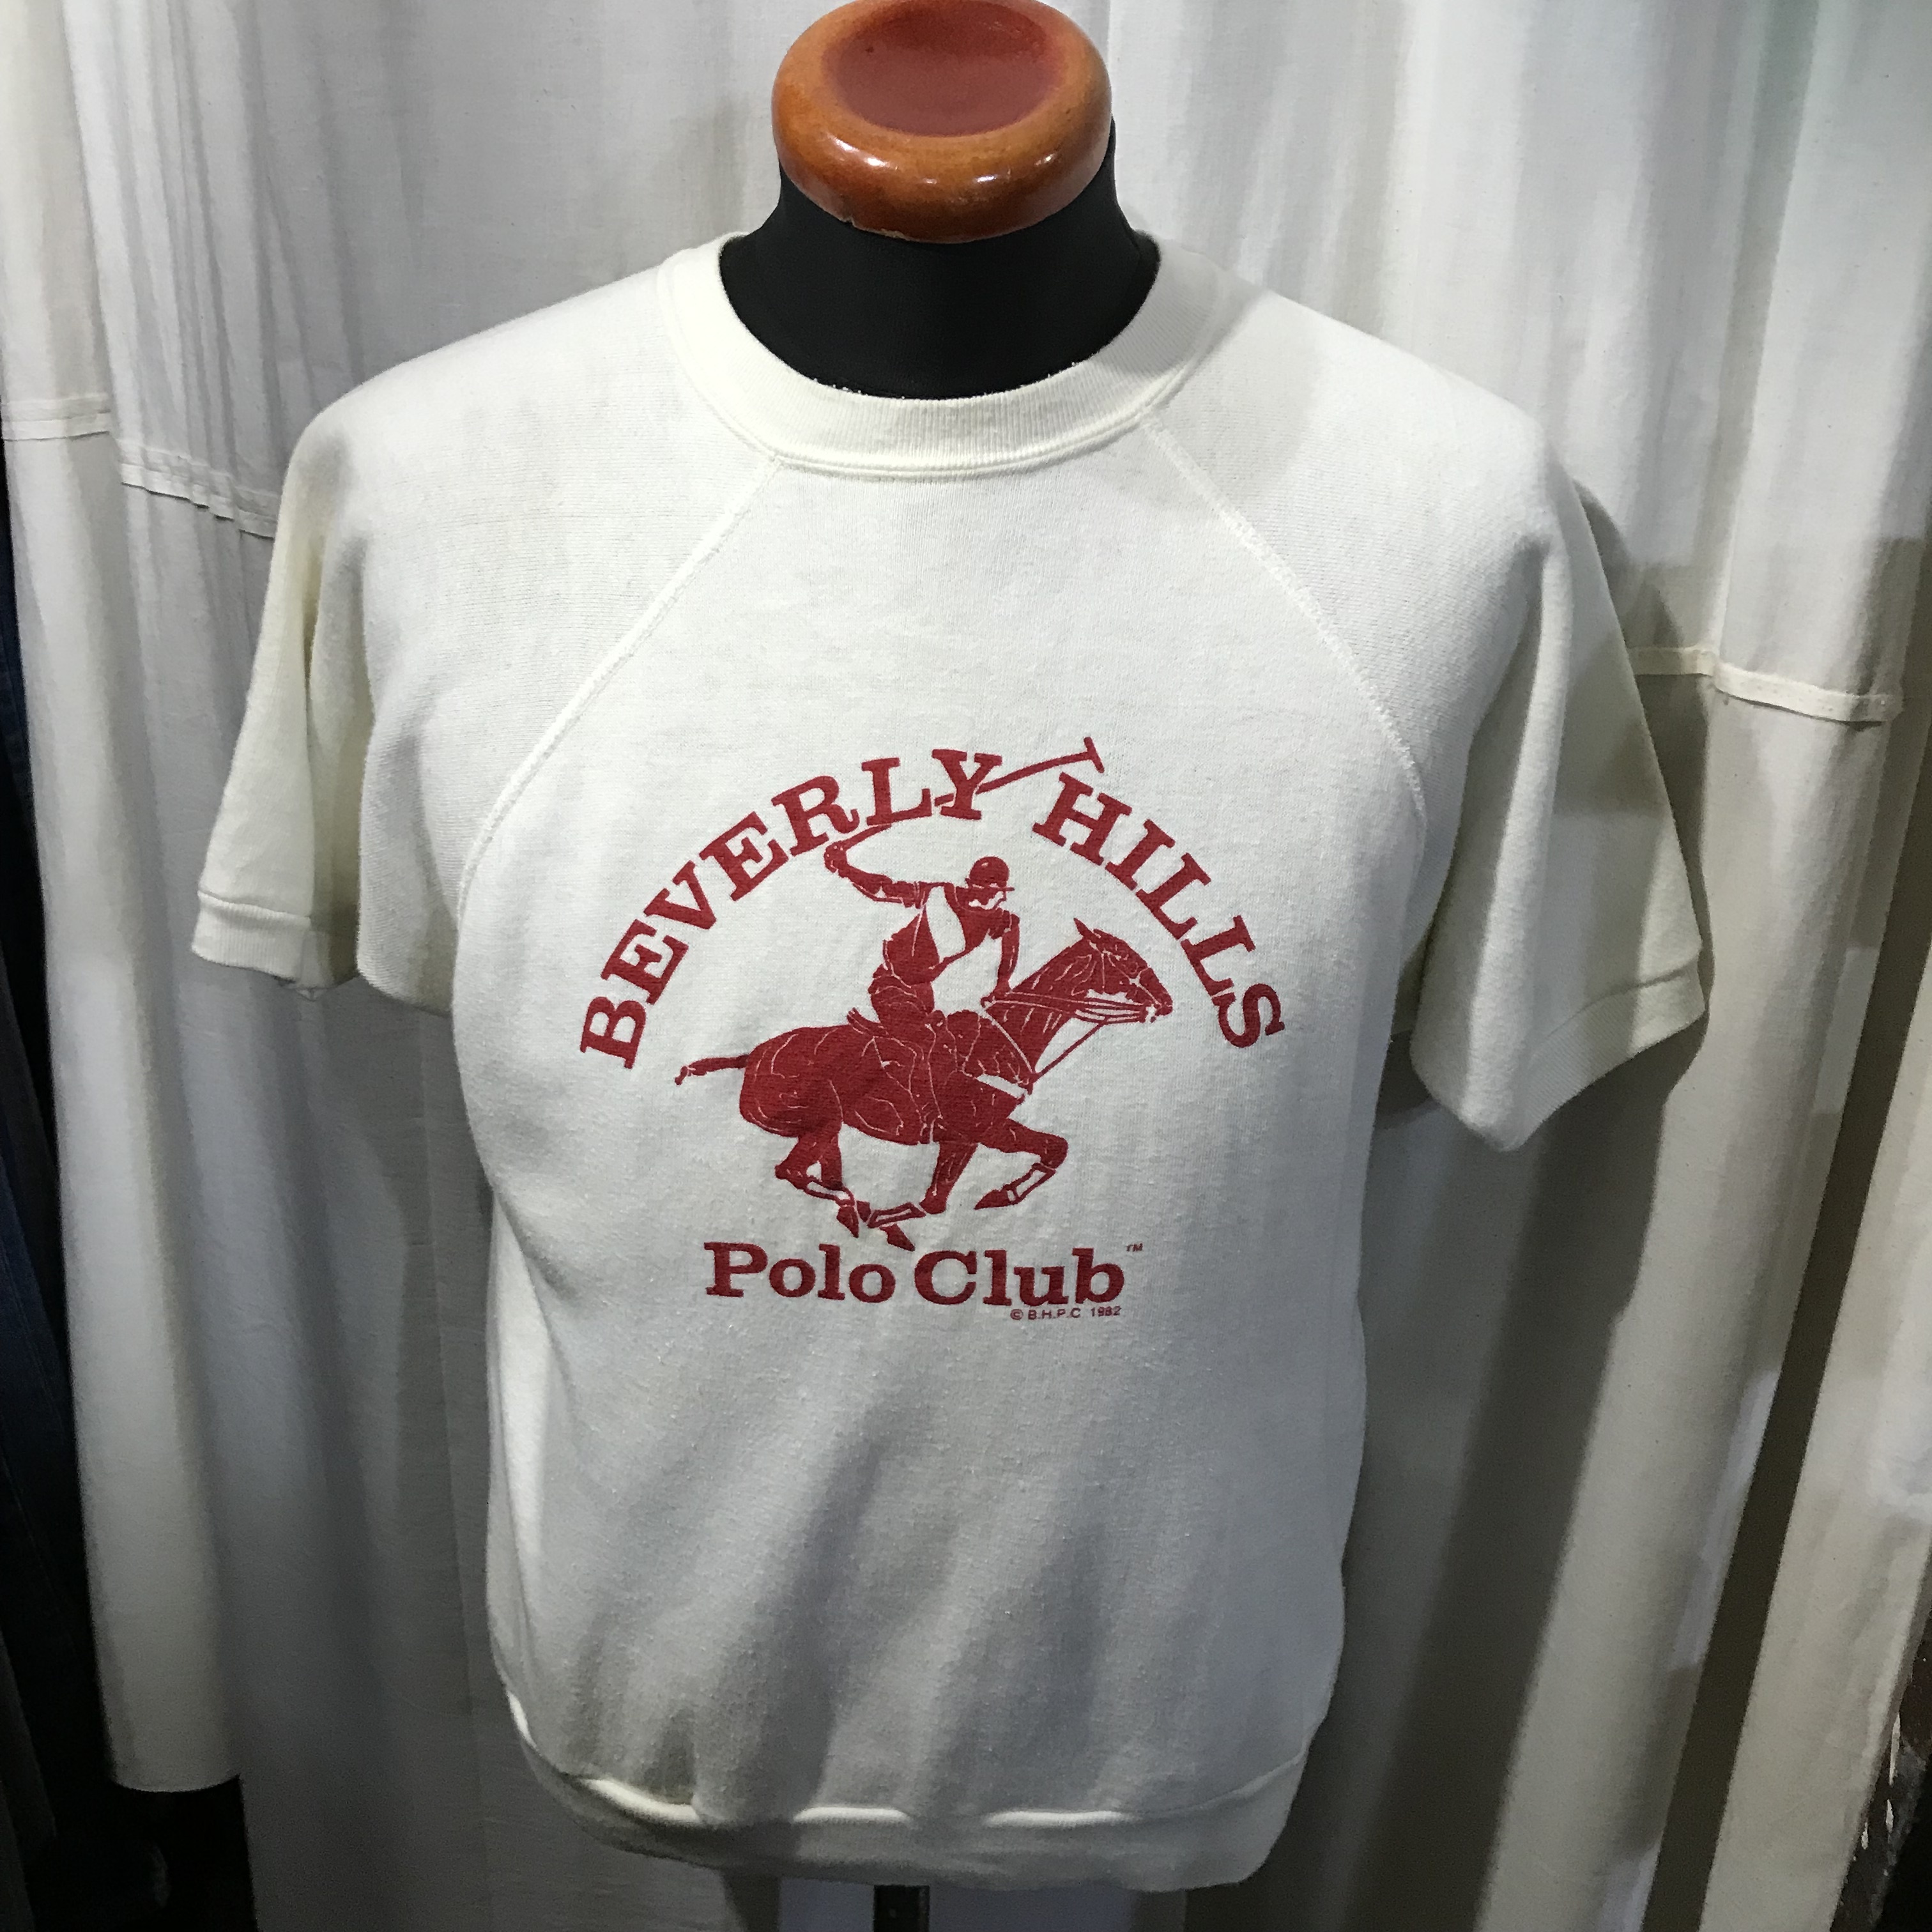 BEVERLY HILLS
Polo Club™
© B.H.P.C 1982